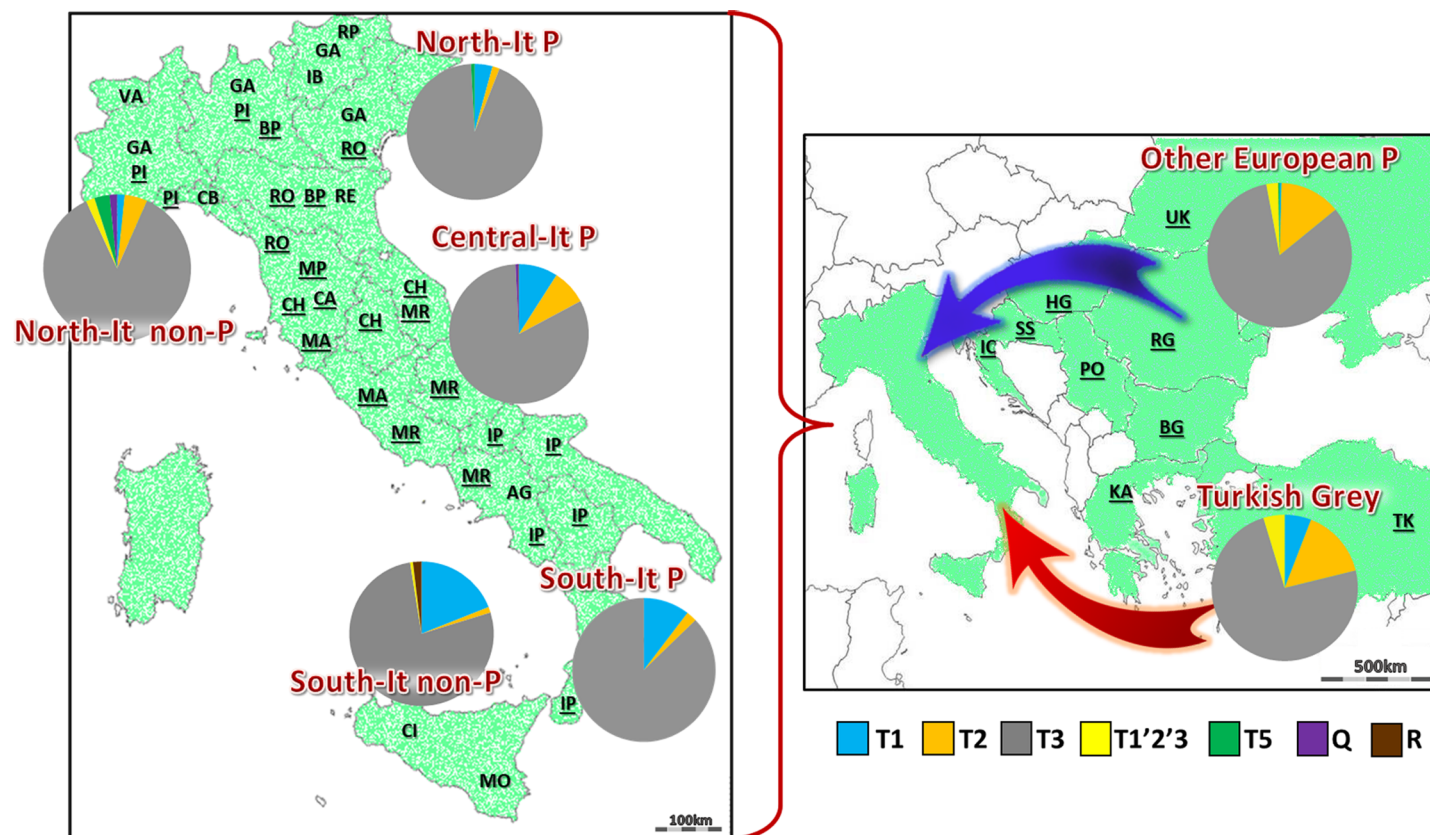 RP
North-It P
GA
IB
VA
GA
PI
BP
GA
GA
RO
PI
PI
CB
RO
BP
RE
RO
Central-It P
MP
CH
CH
CA
MR
CH
North-It non-P
MA
MR
MA
MR
IP
IP
MR
AG
IP
IP
South-It P
South-It non-P
IP
CI
MO
100km
Other European P
UK
HG
SS
IC
RG
PO
BG
KA
Turkish Grey
TK
500km
T1
T2
T3
T1’2’3
T5
Q
R